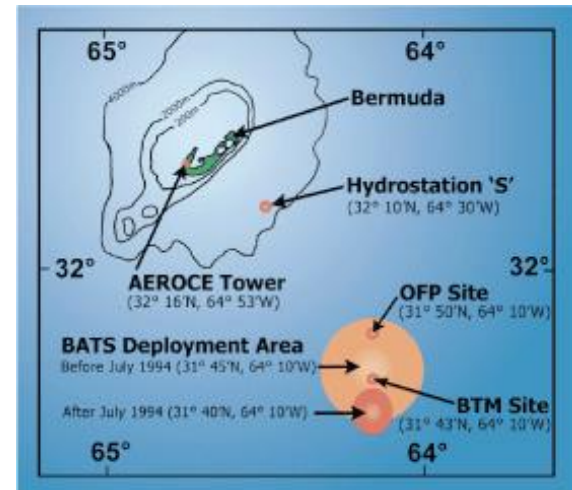 65°
64°
4000m
2000m
200m
Bermuda
Hydrostation 'S'
(32° 10'N, 64° 30'W)
32°
32°
AEROCE Tower
(32° 16'N, 64° 53'W)
OFP Site
(31° 50'N, 64° 10'W)
BATS Deployment Area
Before July 1994 (31° 45'N, 64° 10'W)
After July 1994 (31° 40'N, 64° 10'W)
BTM Site
(31° 43'N, 64° 10'W)
65°
64°